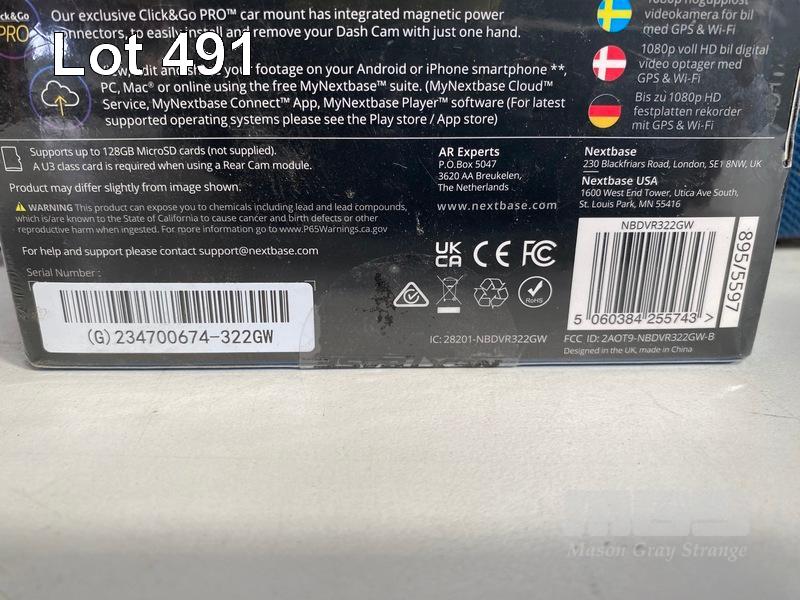 Click&Go
PRO
Our exclusive Click&Go PRO™ car mount has integrated magnetic power
connectors, to easily install and remove your Dash Cam with just one hand.
Lot 491
View, edit and share your footage on your Android or iPhone smartphone **,
PC, Mac® or online using the free MyNextbase™ suite. (MyNextbase Cloud™
Service, MyNextbase Connect™ App, MyNextbase Player™ software (For latest
supported operating systems please see the Play store / App store)
1080p högupplöst
videokamera för bil
med GPS & Wi-Fi
1080p voll HD bil digital
video optager med
GPS & Wi-Fi
Bis zu 1080p HD
festplatten rekorder
mit GPS & Wi-Fi
Supports up to 128GB MicroSD cards (not supplied).
A U3 class card is required when using a Rear Cam module.
Product may differ slightly from image shown.
WARNING This product can expose you to chemicals including lead and lead compounds,
which is/are known to the State of California to cause cancer and birth defects or other
reproductive harm when ingested. For more information go to www.P65Warnings.ca.gov
For help and support please contact support@nextbase.com
Serial Number :
(G)234700674-322GW
AR Experts
P.O.Box 5047
3620 AA Breukelen,
The Netherlands
www.nextbase.com
Nextbase
230 Blackfriars Road, London, SE1 8NW, UK
Nextbase USA
1600 West End Tower, Utica Ave South,
St. Louis Park, MN 55416
UK
CA CE FC
RoHS
IC: 28201-NBDVR322GW
NBDVR322GW
5 060384 255743 >
895/5597
FCC ID: 2AOT9-NBDVR322GW-B
Designed in the UK, made in China
MGS
Mason Gray Strange